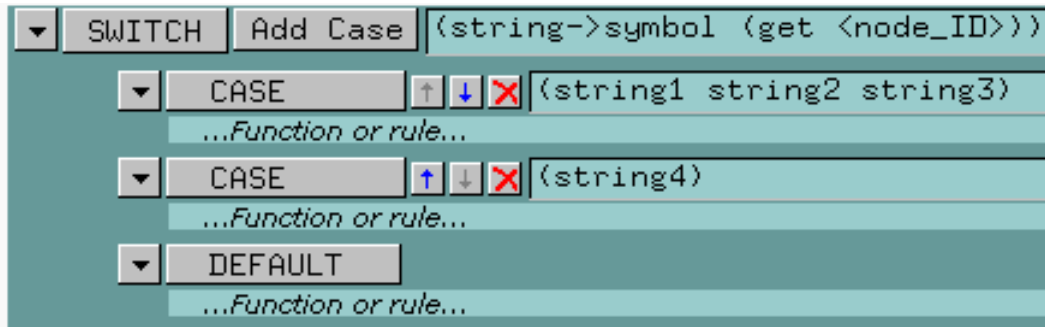 SWITCH Add Case (string->symbol (get <node_ID>))
CASE (string1 string2 string3)
...Function or rule...
CASE (string4)
...Function or rule...
DEFAULT
...Function or rule...